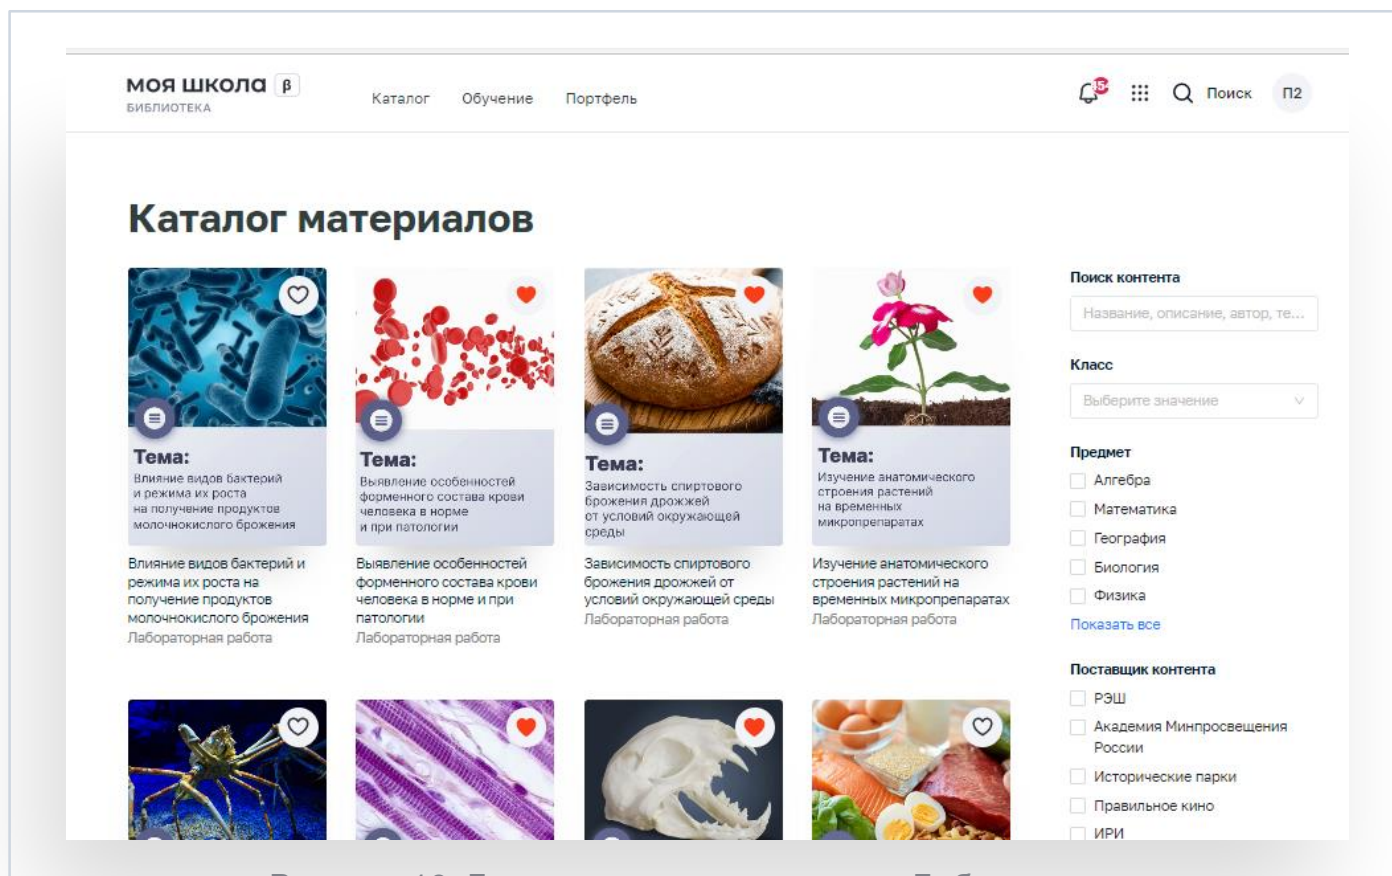 моя школа β
БИБЛИОТЕКА
Каталог Обучение Портфель
Поиск П2
Каталог материалов
Тема:
Влияние видов бактерий
и режима их роста
на получение продуктов
молочнокислого брожения
Влияние видов бактерий и
режима их роста на
получение продуктов
молочнокислого брожения
Лабораторная работа
Тема:
Выявление особенностей
форменного состава крови
человека в норме
и при патологии
Выявление особенностей
форменного состава крови
человека в норме и при
патологии
Лабораторная работа
Тема:
Зависимость спиртового
брожения дрожжей
от условий окружающей
среды
Зависимость спиртового
брожения дрожжей от
условий окружающей среды
Лабораторная работа
Тема:
Изучение анатомического
строения растений
на временных
микропрепаратах
Изучение анатомического
строения растений на
временных микропрепаратах
Лабораторная работа
Поиск контента
Название, описание, автор, те...
Класс
Выберите значение
Предмет
Алгебра
Математика
География
Биология
Физика
Показать все
Поставщик контента
РЭШ
Академия Минпросвещения
России
Исторические парки
Правильное кино
ИРИ